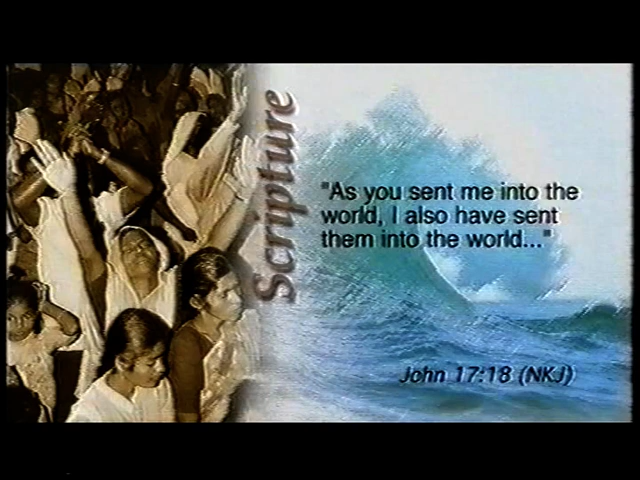 Scripture
"As you sent me into the
world, I also have sent
them into the world..."
John 17:18 (NKJ)